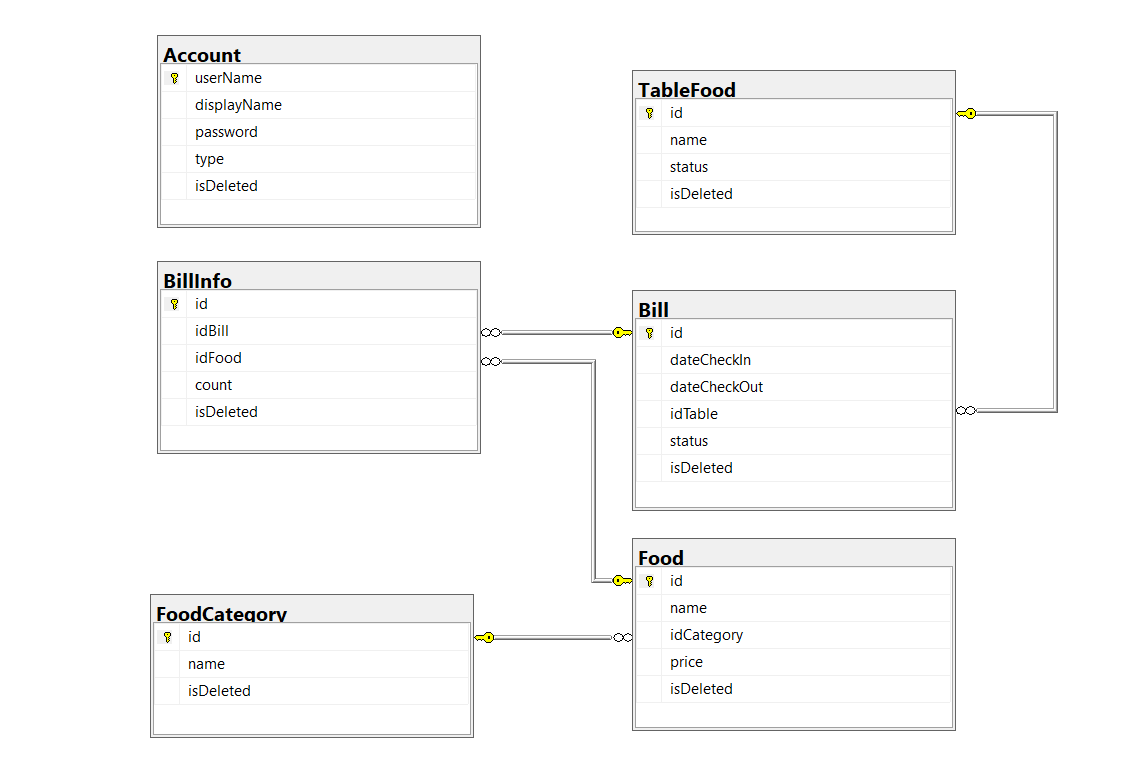 Account
userName
displayName
password
type
isDeleted
TableFood
id
name
status
isDeleted
BillInfo
id
idBill
idFood
count
isDeleted
Bill
id
dateCheckIn
dateCheckOut
idTable
status
isDeleted
FoodCategory
id
name
isDeleted
Food
id
name
idCategory
price
isDeleted